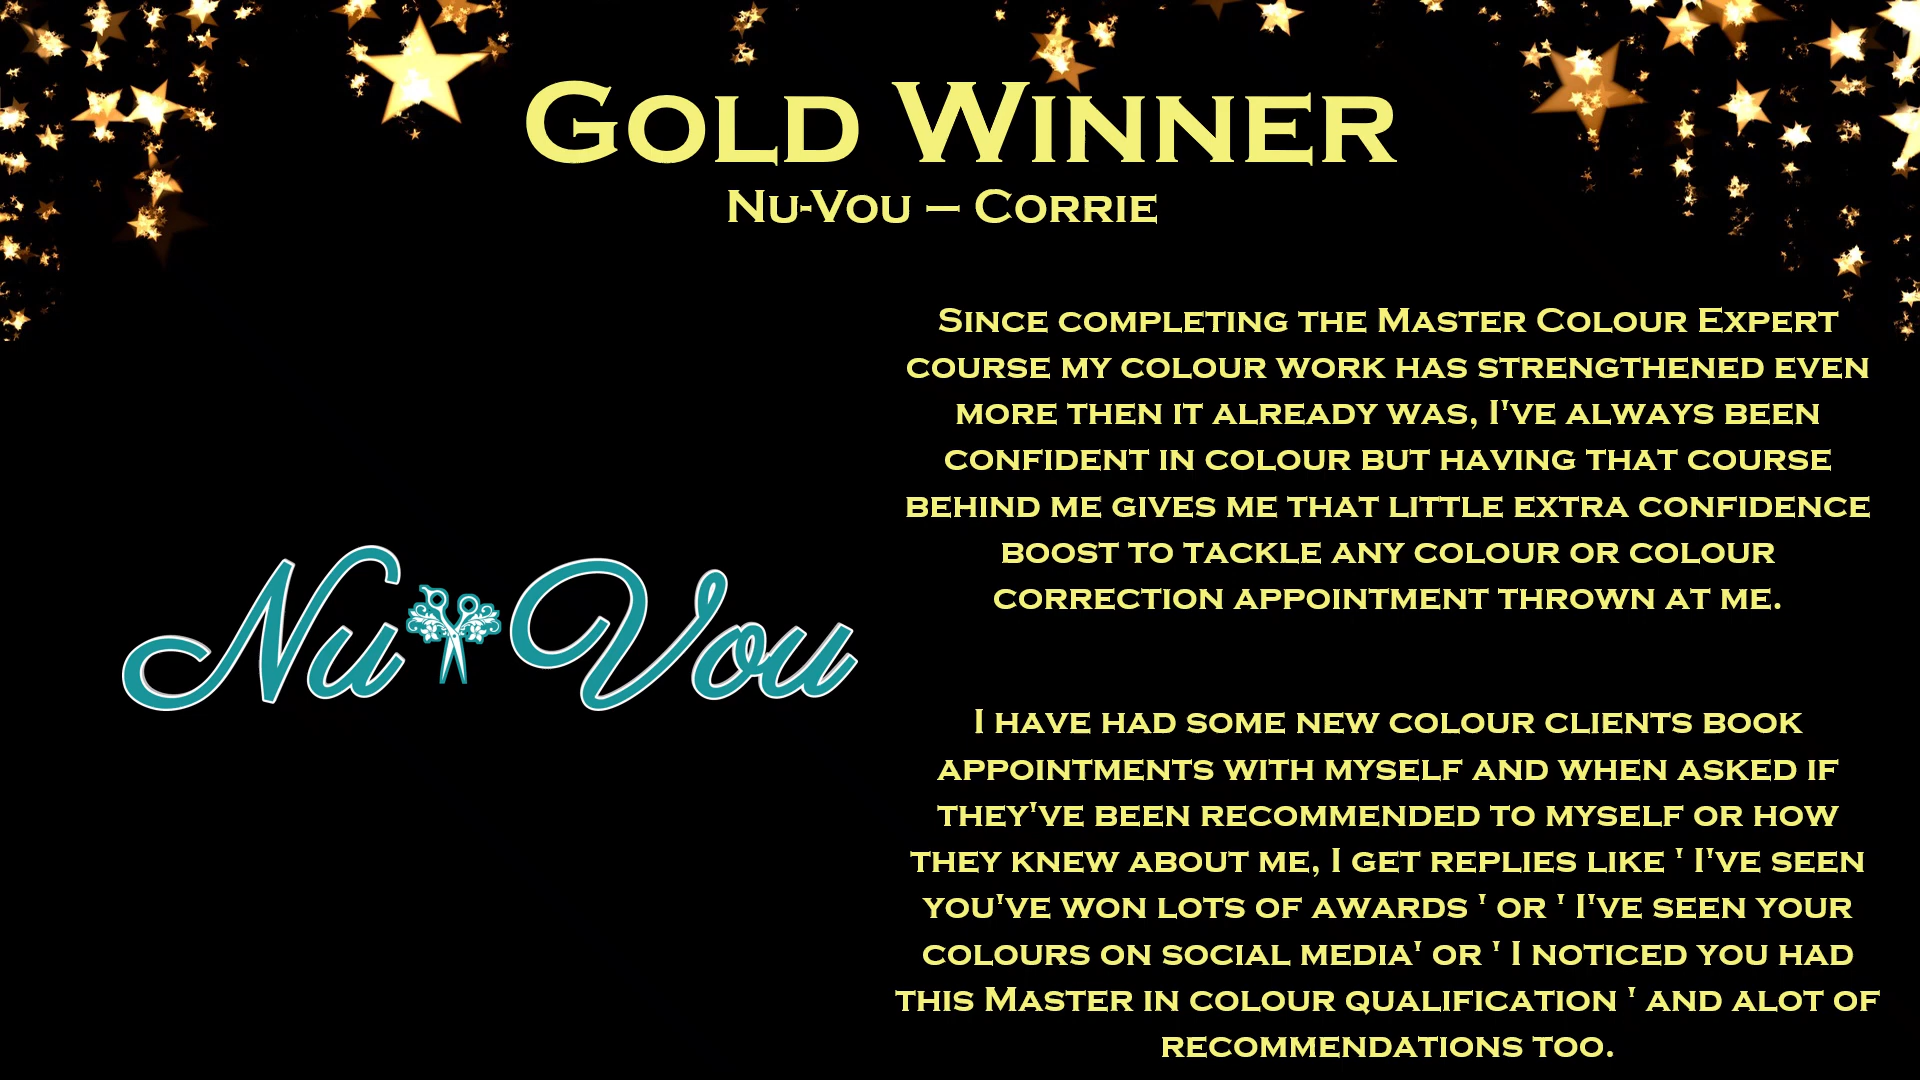 Gold Winner
Nu-Vou – Corrie
Since completing the Master Colour Expert
course my colour work has strengthened even
more then it already was, I've always been
confident in colour but having that course
behind me gives me that little extra confidence
boost to tackle any colour or colour
correction appointment thrown at me.
Nu Vou
I have had some new colour clients book
appointments with myself and when asked if
they've been recommended to myself or how
they knew about me, I get replies like ' I've seen
you've won lots of awards ' or ' I've seen your
colours on social media' or ' I noticed you had
this Master in colour qualification ' and alot of
recommendations too.